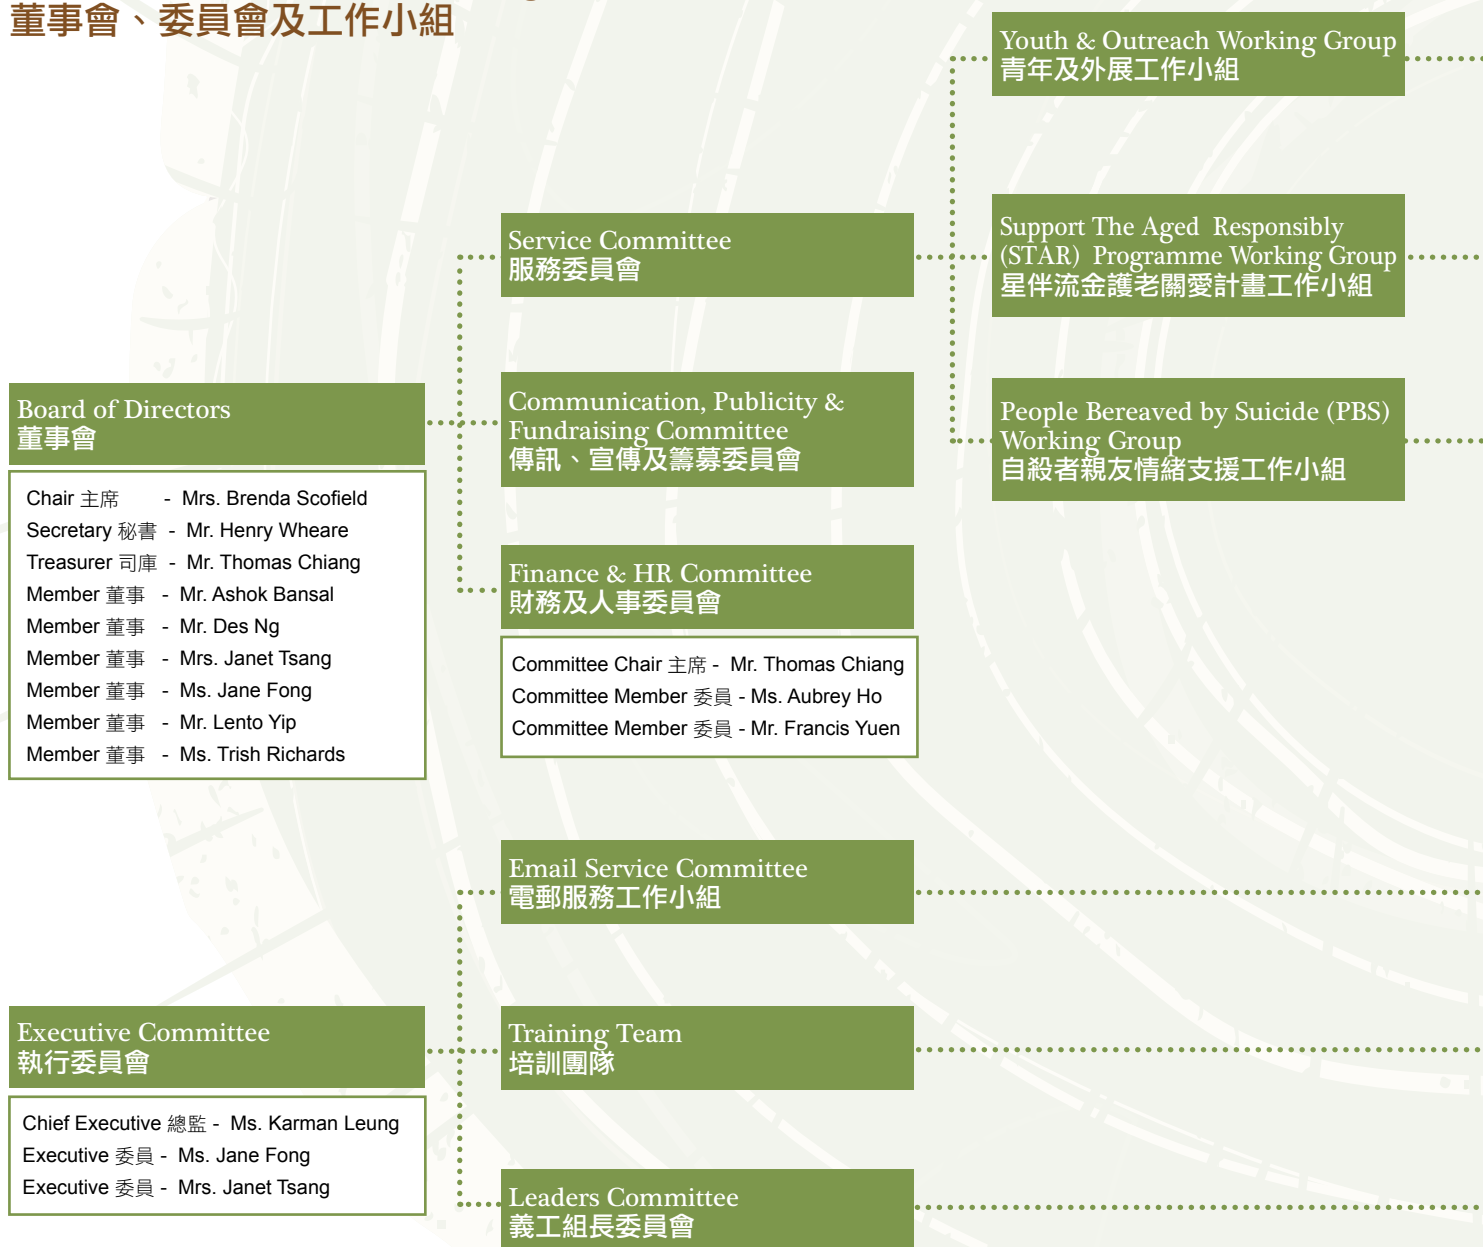 董事會、委員會及工作小組
Board of Directors
董事會
Chair 主席 - Mrs. Brenda Scofield
Secretary 秘書 - Mr. Henry Wheare
Treasurer 司庫 - Mr. Thomas Chiang
Member 董事 - Mr. Ashok Bansal
Member 董事 - Mr. Des Ng
Member 董事 - Mrs. Janet Tsang
Member 董事 - Ms. Jane Fong
Member 董事 - Mr. Lento Yip
Member 董事 - Ms. Trish Richards
Service Committee
服務委員會
Communication, Publicity &
Fundraising Committee
傳訊、宣傳及籌募委員會
Finance & HR Committee
財務及人事委員會
Committee Chair 主席 - Mr. Thomas Chiang
Committee Member 委員 - Ms. Aubrey Ho
Committee Member 委員 - Mr. Francis Yuen
Youth & Outreach Working Group
青年及外展工作小組
Support The Aged Responsibly
(STAR) Programme Working Group
星伴流金護老關愛計畫工作小組
People Bereaved by Suicide (PBS)
Working Group
自殺者親友情緒支援工作小組
Executive Committee
執行委員會
Chief Executive 總監 - Ms. Karman Leung
Executive 委員 - Ms. Jane Fong
Executive 委員 - Mrs. Janet Tsang
Email Service Committee
電郵服務工作小組
Training Team
培訓團隊
Leaders Committee
義工組長委員會